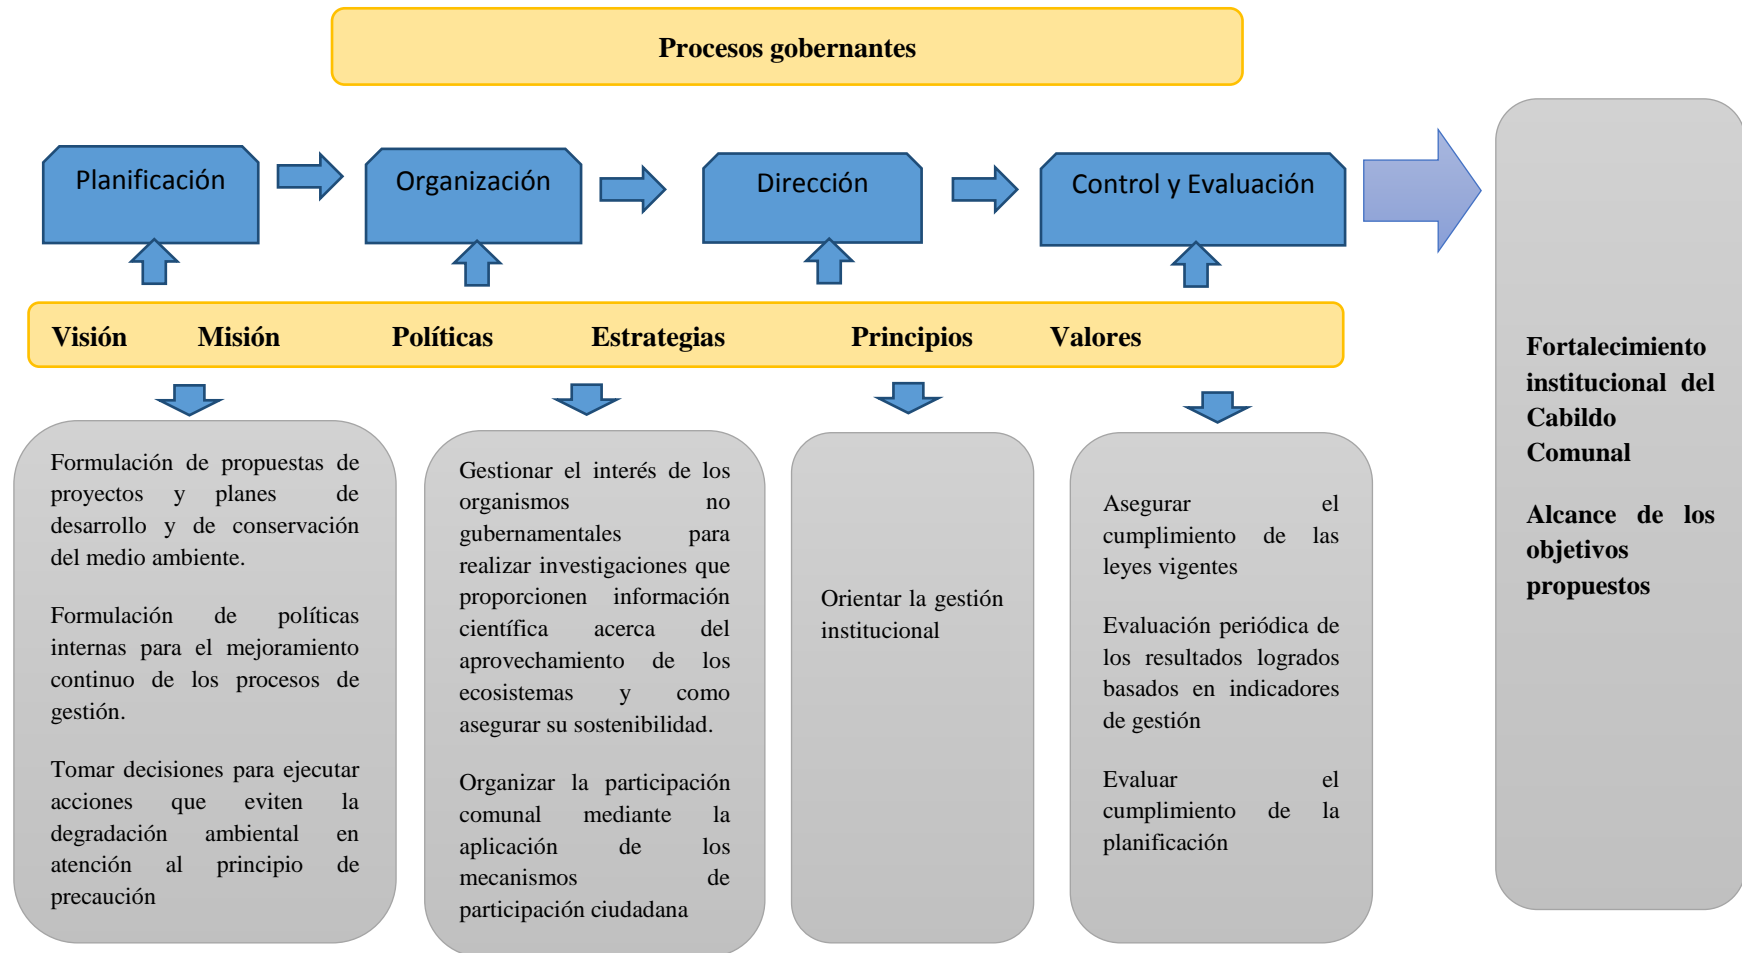 Procesos gobernantes
Planificación
Organización
Dirección
Control y Evaluación
Visión Misión Políticas Estrategias Principios Valores
Formulación de propuestas de
proyectos y planes de
desarrollo y de conservación
del medio ambiente.
Formulación de políticas
internas para el mejoramiento
continuo de los procesos de
gestión.
Tomar decisiones para ejecutar
acciones que eviten la
degradación ambiental en
atención al principio de
precaución
Gestionar el interés de los
organismos no
gubernamentales para
realizar investigaciones que
proporcionen información
científica acerca del
aprovechamiento de los
ecosistemas y como
asegurar su sostenibilidad.
Organizar la participación
comunal mediante la
aplicación de los
mecanismos de
participación ciudadana
Orientar la gestión
institucional
Asegurar el
cumplimiento de las
leyes vigentes
Evaluación periódica de
los resultados logrados
basados en indicadores
de gestión
Evaluar el
cumplimiento de la
planificación
Fortalecimiento
institucional del
Cabildo
Comunal
Alcance de los
objetivos
propuestos